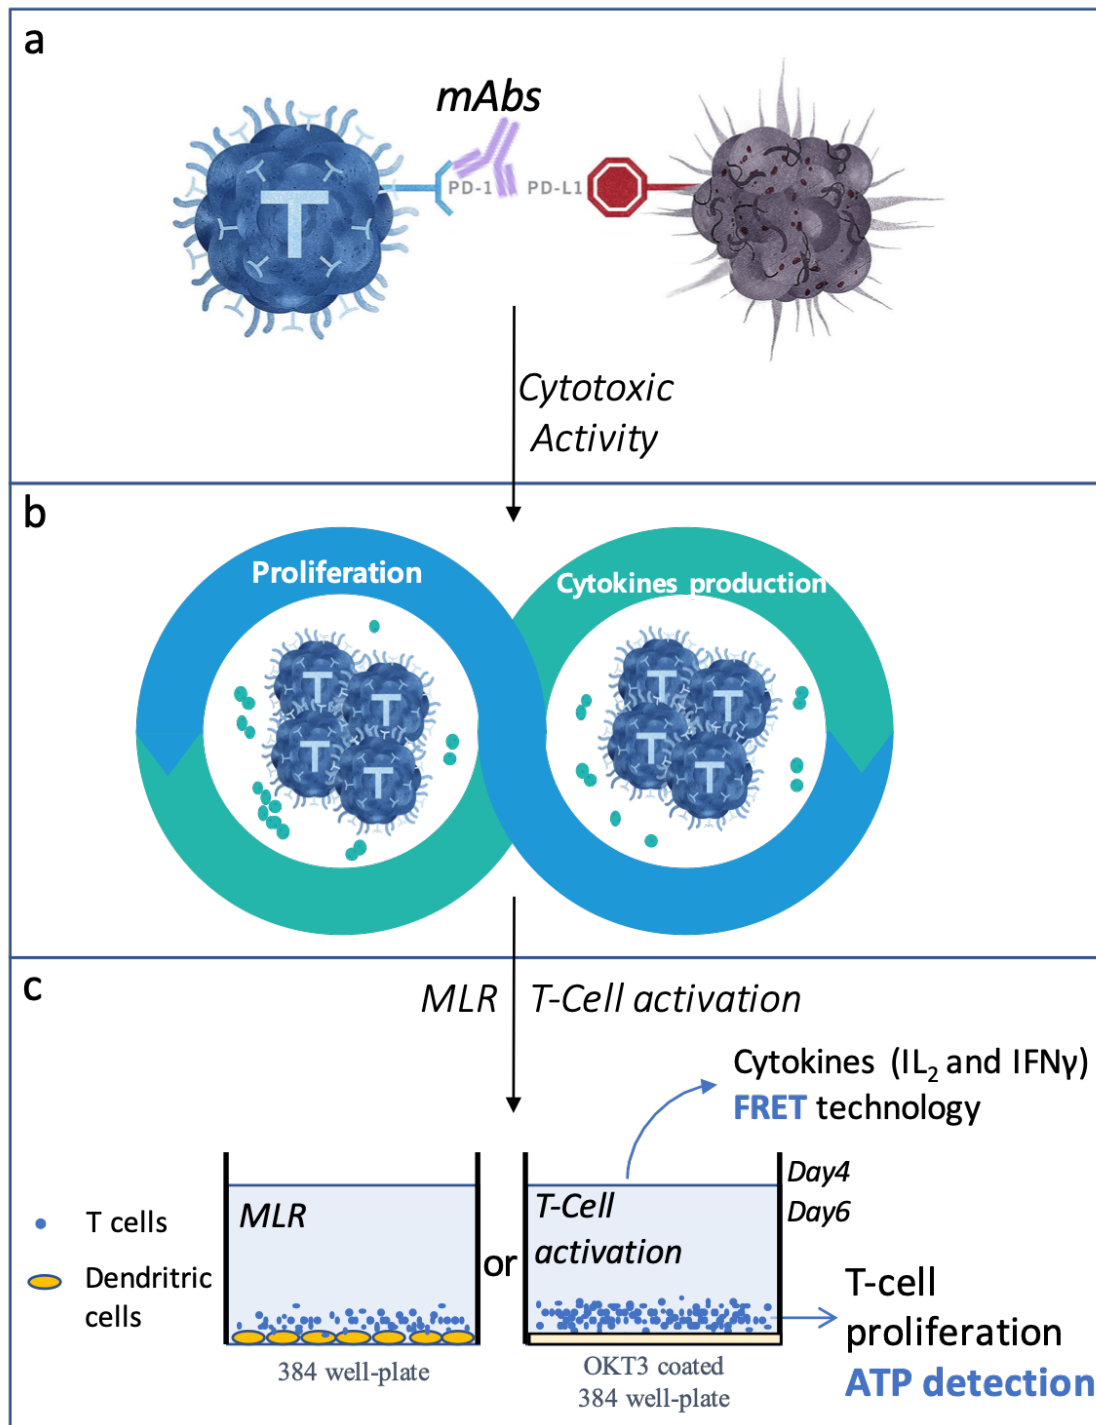 a
mAbs
PD-1
PD-L1
T
Cytotoxic
Activity
b
Proliferation
Cytokines production
T
T
T
T
T
T
T
T
c
MLR
T-Cell activation
Cytokines (IL2 and IFNγ)
FRET technology
Day4
Day6
MLR
T-Cell
activation
or
T cells
Dendritric
cells
T-cell
proliferation
ATP detection
384 well-plate
OKT3 coated
384 well-plate